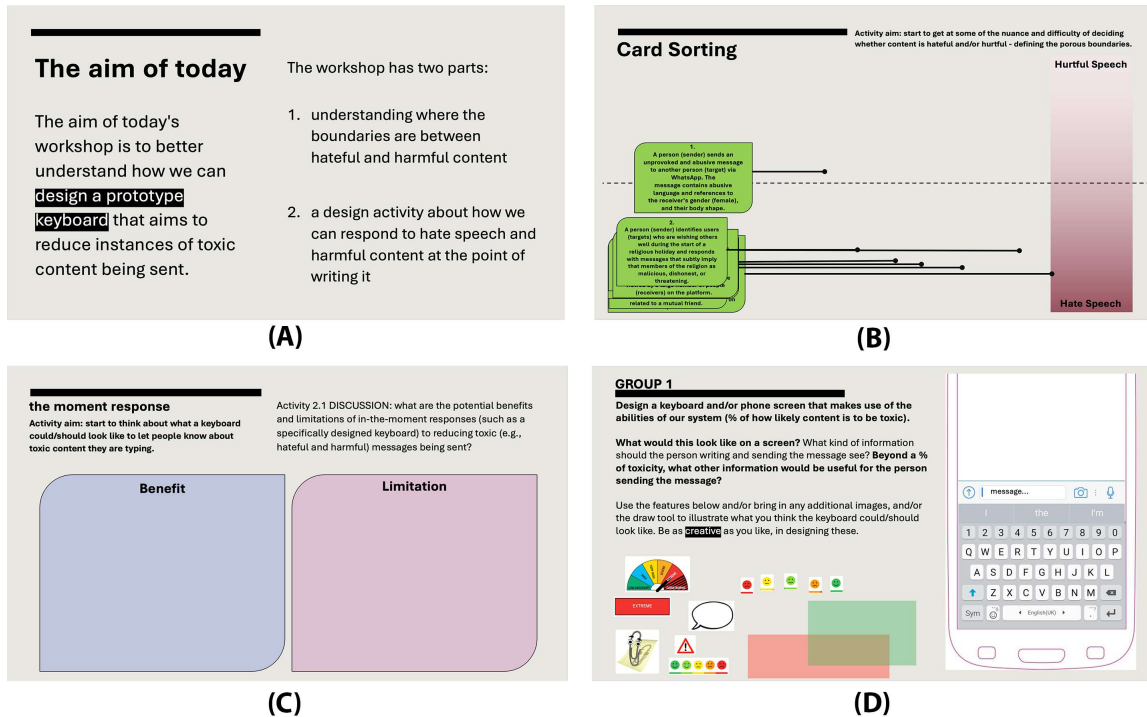 The aim of today
The aim of today's
workshop is to better
understand how we can
design a prototype
keyboard that aims to
reduce instances of toxic
content being sent.
The workshop has two parts:
1. understanding where the
boundaries are between
hateful and harmful content
2. a design activity about how we
can respond to hate speech and
harmful content at the point of
writing it
(A)
Card Sorting
Activity aim: start to get at some of the nuance and difficulty of deciding
whether content is hateful and/or hurtful - defining the porous boundaries.
Hurtful Speech
1.
A person (sender) sends an
unprovoked and abusive message
to another person (target) via
WhatsApp. The
message contains abusive
language and references to
the receiver's gender (female),
and their body shape.
2.
A person (sender) identifies users
(targets) who are wishing others
well during the start of a
religious holiday and responds
with messages that subtly imply
that members of the religion as
malicious, dishonest, or
threatening.
(receivers) on the platform.
related to a mutual friend.
Hate Speech
(B)
the moment response
Activity aim: start to think about what a keyboard
could/should look like to let people know about
toxic content they are typing.
Activity 2.1 DISCUSSION: what are the potential benefits
and limitations of in-the-moment responses (such as a
specifically designed keyboard) to reducing toxic (e.g.,
hateful and harmful) messages being sent?
Benefit
Limitation
(C)
GROUP 1
Design a keyboard and/or phone screen that makes use of the
abilities of our system (% of how likely content is to be toxic).
What would this look like on a screen? What kind of information
should the person writing and sending the message see? Beyond a %
of toxicity, what other information would be useful for the person
sending the message?
Use the features below and/or bring in any additional images, and/or
the draw tool to illustrate what you think the keyboard could/should
look like. Be as creative as you like, in designing these.
EXTREME
message...
I the I'm
1 2 3 4 5 6 7 8 9 0
Q W E R T Y U I O P
A S D F G H J K L
Z X C V B N M
Sym English(UK)
(D)